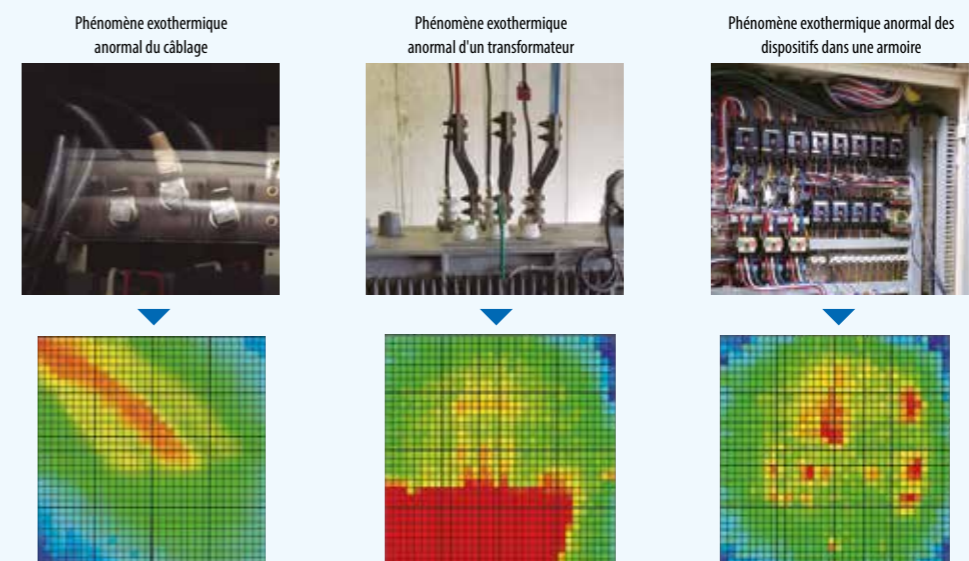 Phénomène exothermique
anormal du câblage
Phénomène exothermique
anormal d'un transformateur
Phénomène exothermique anormal des
dispositifs dans une armoire